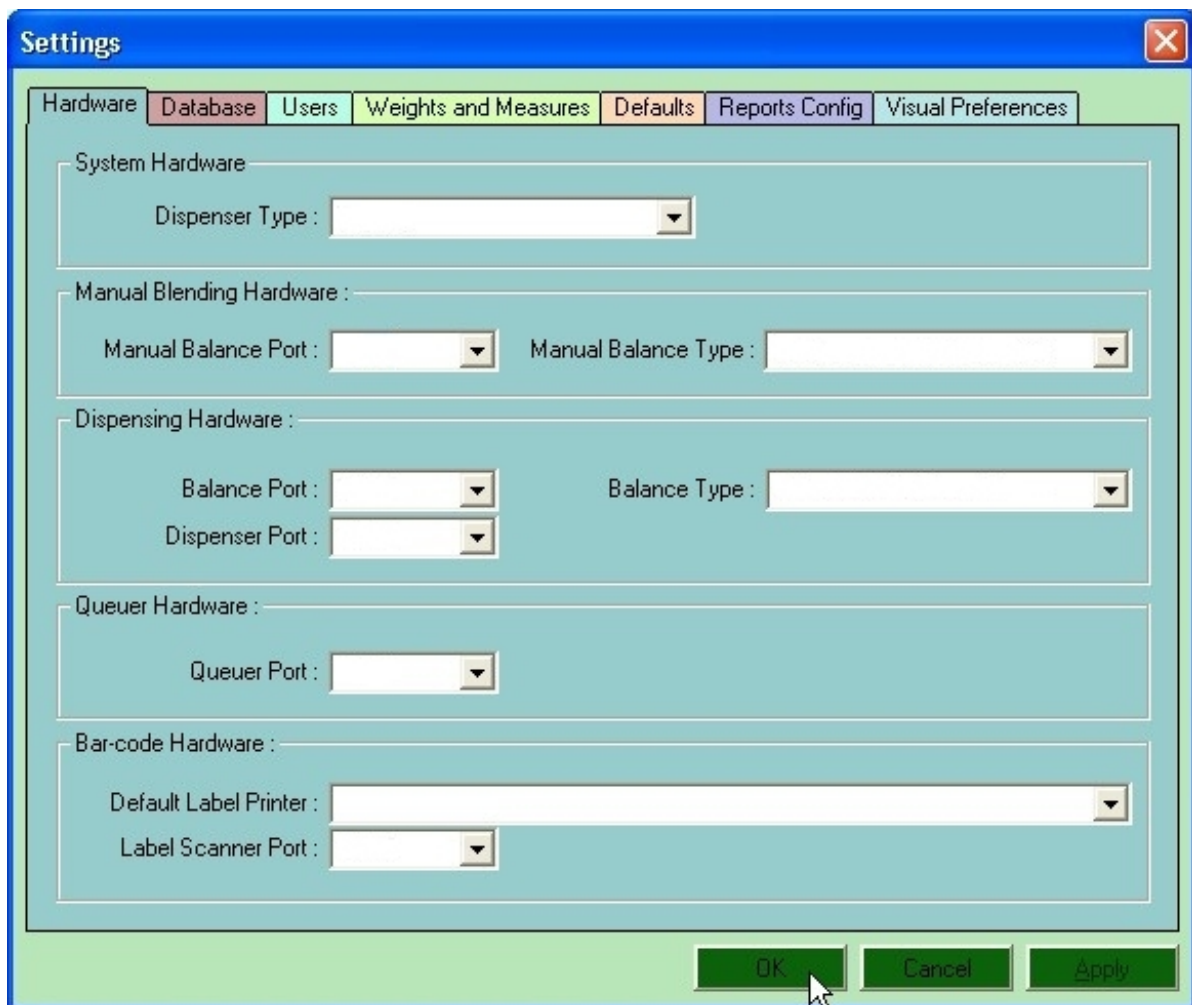 Settings
Hardware Database Users Weights and Measures Defaults Reports Config Visual Preferences
System Hardware
Dispenser Type :
Manual Blending Hardware :
Manual Balance Port : Manual Balance Type :
Dispensing Hardware :
Balance Port : Balance Type :
Dispenser Port :
Queuer Hardware :
Queuer Port :
Bar-code Hardware :
Default Label Printer :
Label Scanner Port :
OK Cancel Apply